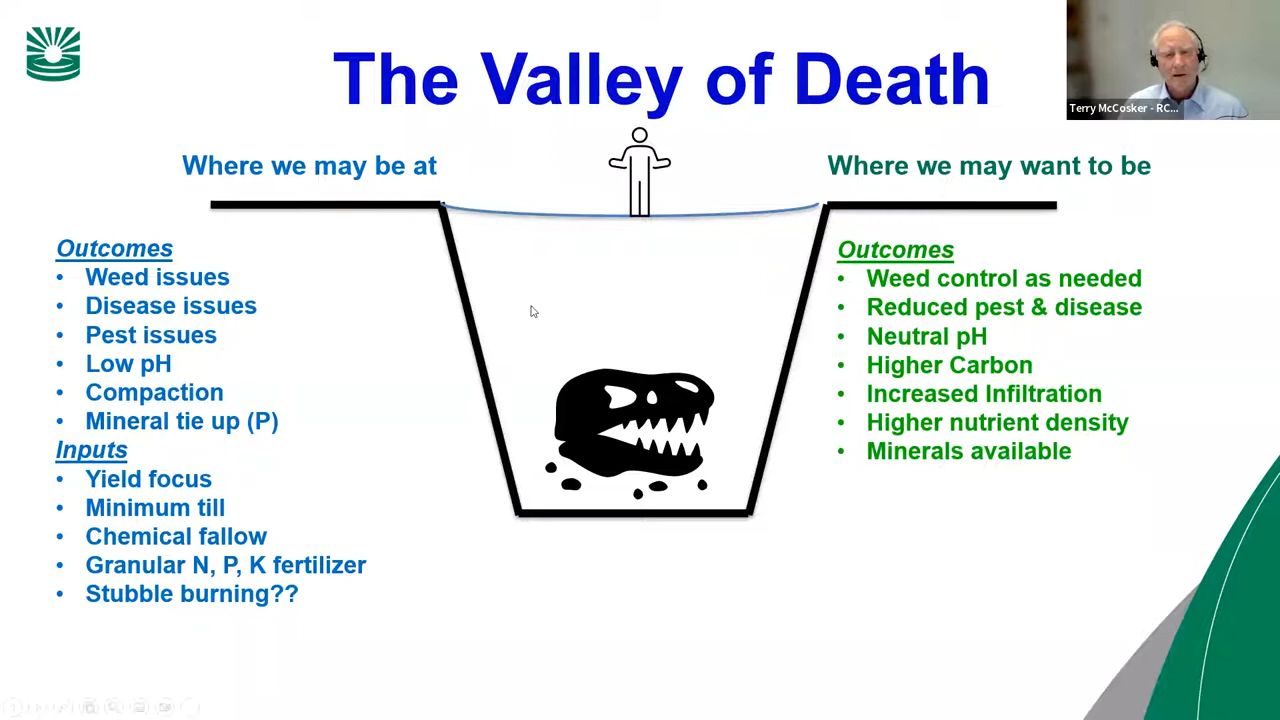 The Valley of Death
Terry McCosker - RC...
Where we may be at
Where we may want to be
Outcomes
• Weed issues
• Disease issues
• Pest issues
• Low pH
• Compaction
• Mineral tie up (P)
Inputs
• Yield focus
• Minimum till
• Chemical fallow
• Granular N, P, K fertilizer
• Stubble burning??
Outcomes
• Weed control as needed
• Reduced pest & disease
• Neutral pH
• Higher Carbon
• Increased Infiltration
• Higher nutrient density
• Minerals available